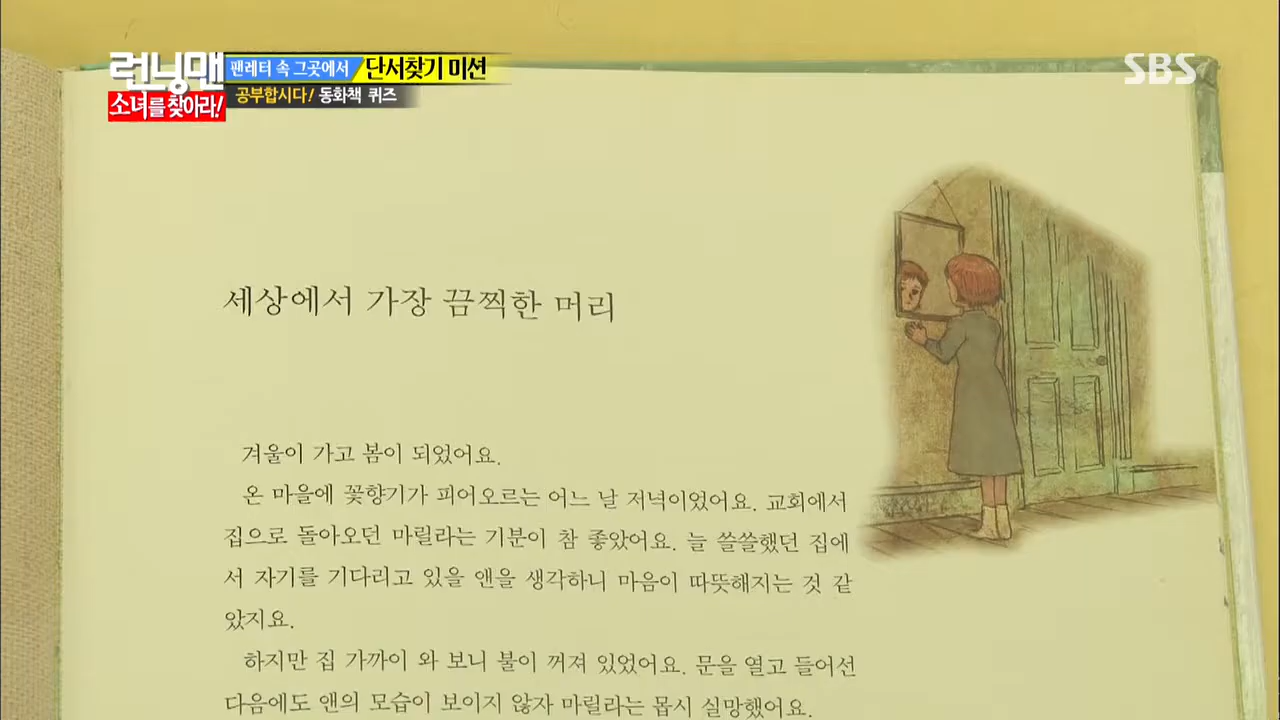 런닝맨
소녀를 찾아라!
팬레터 속 그곳에서 단서찾기 미션
공부합시다! 동화책 퀴즈
SBS
세상에서 가장 끔찍한 머리
겨울이 가고 봄이 되었어요.
온 마을에 꽃향기가 피어오르는 어느 날 저녁이었어요. 교회에서
집으로 돌아오던 마릴라는 기분이 참 좋았어요. 늘 쓸쓸했던 집에
서 자기를 기다리고 있을 앤을 생각하니 마음이 따뜻해지는 것 같
았지요.
하지만 집 가까이 와 보니 불이 꺼져 있었어요. 문을 열고 들어선
다음에도 앤의 모습이 보이지 않자 마릴라는 몹시 실망했어요.